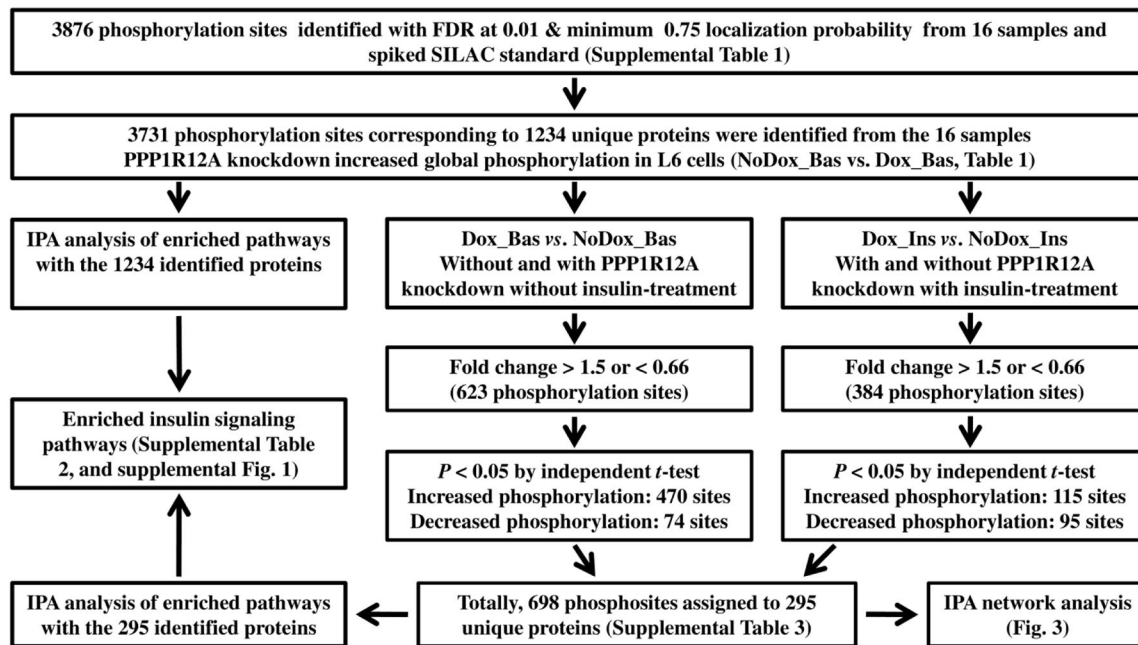 3876 phosphorylation sites identified with FDR at 0.01 & minimum 0.75 localization probability from 16 samples and
spiked SILAC standard (Supplemental Table 1)
3731 phosphorylation sites corresponding to 1234 unique proteins were identified from the 16 samples
PPP1R12A knockdown increased global phosphorylation in L6 cells (NoDox_Bas vs. Dox_Bas, Table 1)
IPA analysis of enriched pathways
with the 1234 identified proteins
Dox_Bas vs. NoDox_Bas
Without and with PPP1R12A
knockdown without insulin-treatment
Dox_Ins vs. NoDox_Ins
With and without PPP1R12A
knockdown with insulin-treatment
Fold change > 1.5 or < 0.66
(623 phosphorylation sites)
Fold change > 1.5 or < 0.66
(384 phosphorylation sites)
Enriched insulin signaling
pathways (Supplemental Table
2, and supplemental Fig. 1)
P < 0.05 by independent t-test
Increased phosphorylation: 470 sites
Decreased phosphorylation: 74 sites
P < 0.05 by independent t-test
Increased phosphorylation: 115 sites
Decreased phosphorylation: 95 sites
IPA analysis of enriched pathways
with the 295 identified proteins
Totally, 698 phosphosites assigned to 295
unique proteins (Supplemental Table 3)
IPA network analysis
(Fig. 3)